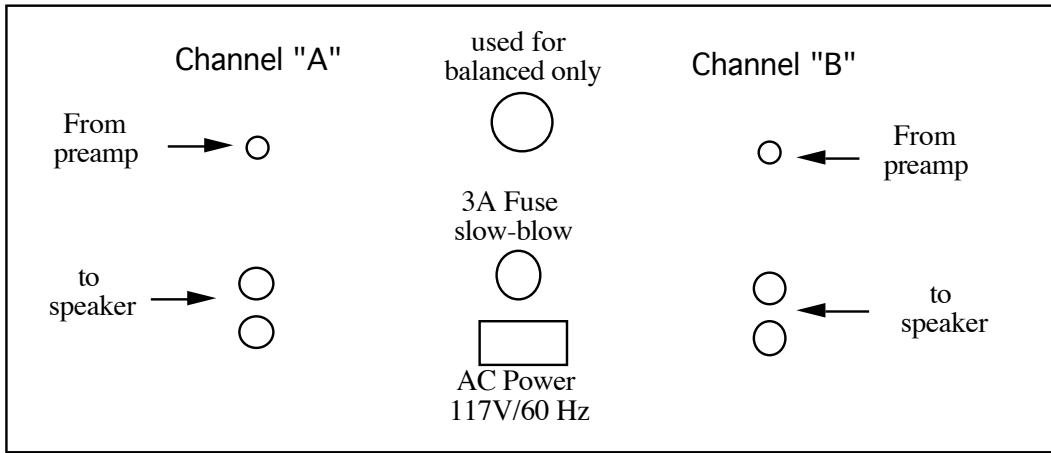 Channel "A"
From
preamp
to
speaker
used for
balanced only
3A Fuse
slow-blow
AC Power
117V/60 Hz
Channel "B"
From
preamp
to
speaker